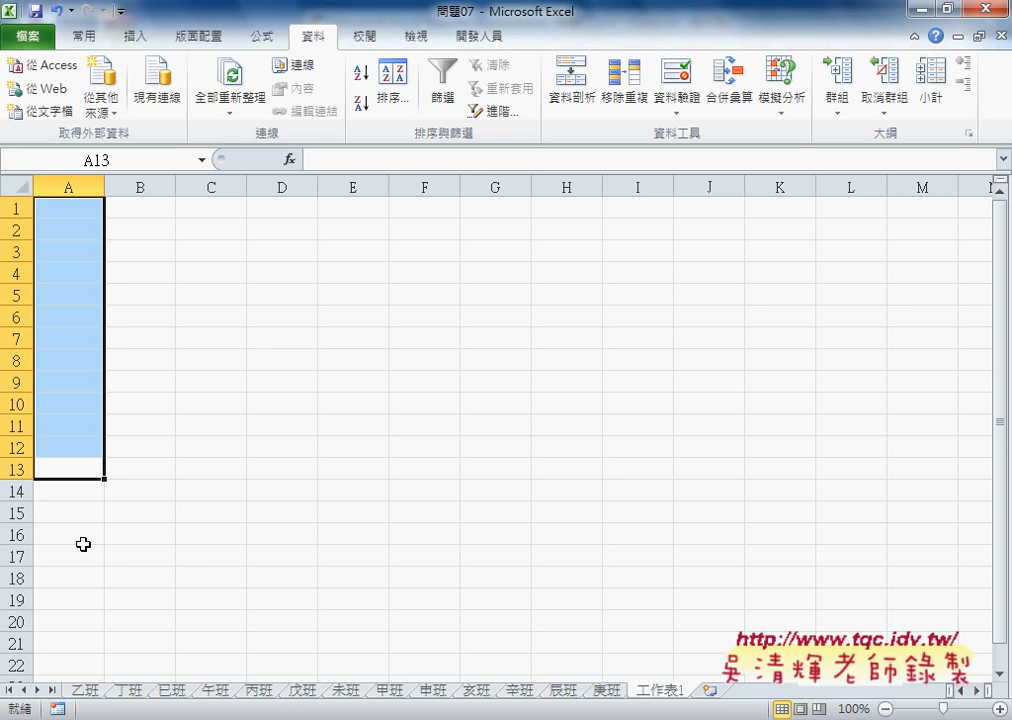 問題07 - Microsoft Excel
檔案 常用 插入 版面配置 公式 資料 校閱 檢視 開發人員
從 Access
從 Web
從文字檔
從其他來源
現有連線
取得外部資料
全部重新整理
連線
內容
編輯連結
連線
排序...
篩選
清除
重新套用
進階...
排序與篩選
資料剖析 移除重複 資料驗證 合併彙算 模擬分析
資料工具
群組 取消群組 小計
大綱
A13 fx
A B C D E F G H I J K L M N
1
2
3
4
5
6
7
8
9
10
11
12
13
14
15
16
17
18
19
20
21
22
http://www.tqc.idv.tw/
吳清輝老師錄製
乙班 丁班 已班 午班 丙班 戊班 未班 甲班 申班 亥班 辛班 辰班 庚班 工作表1
就緒 100%